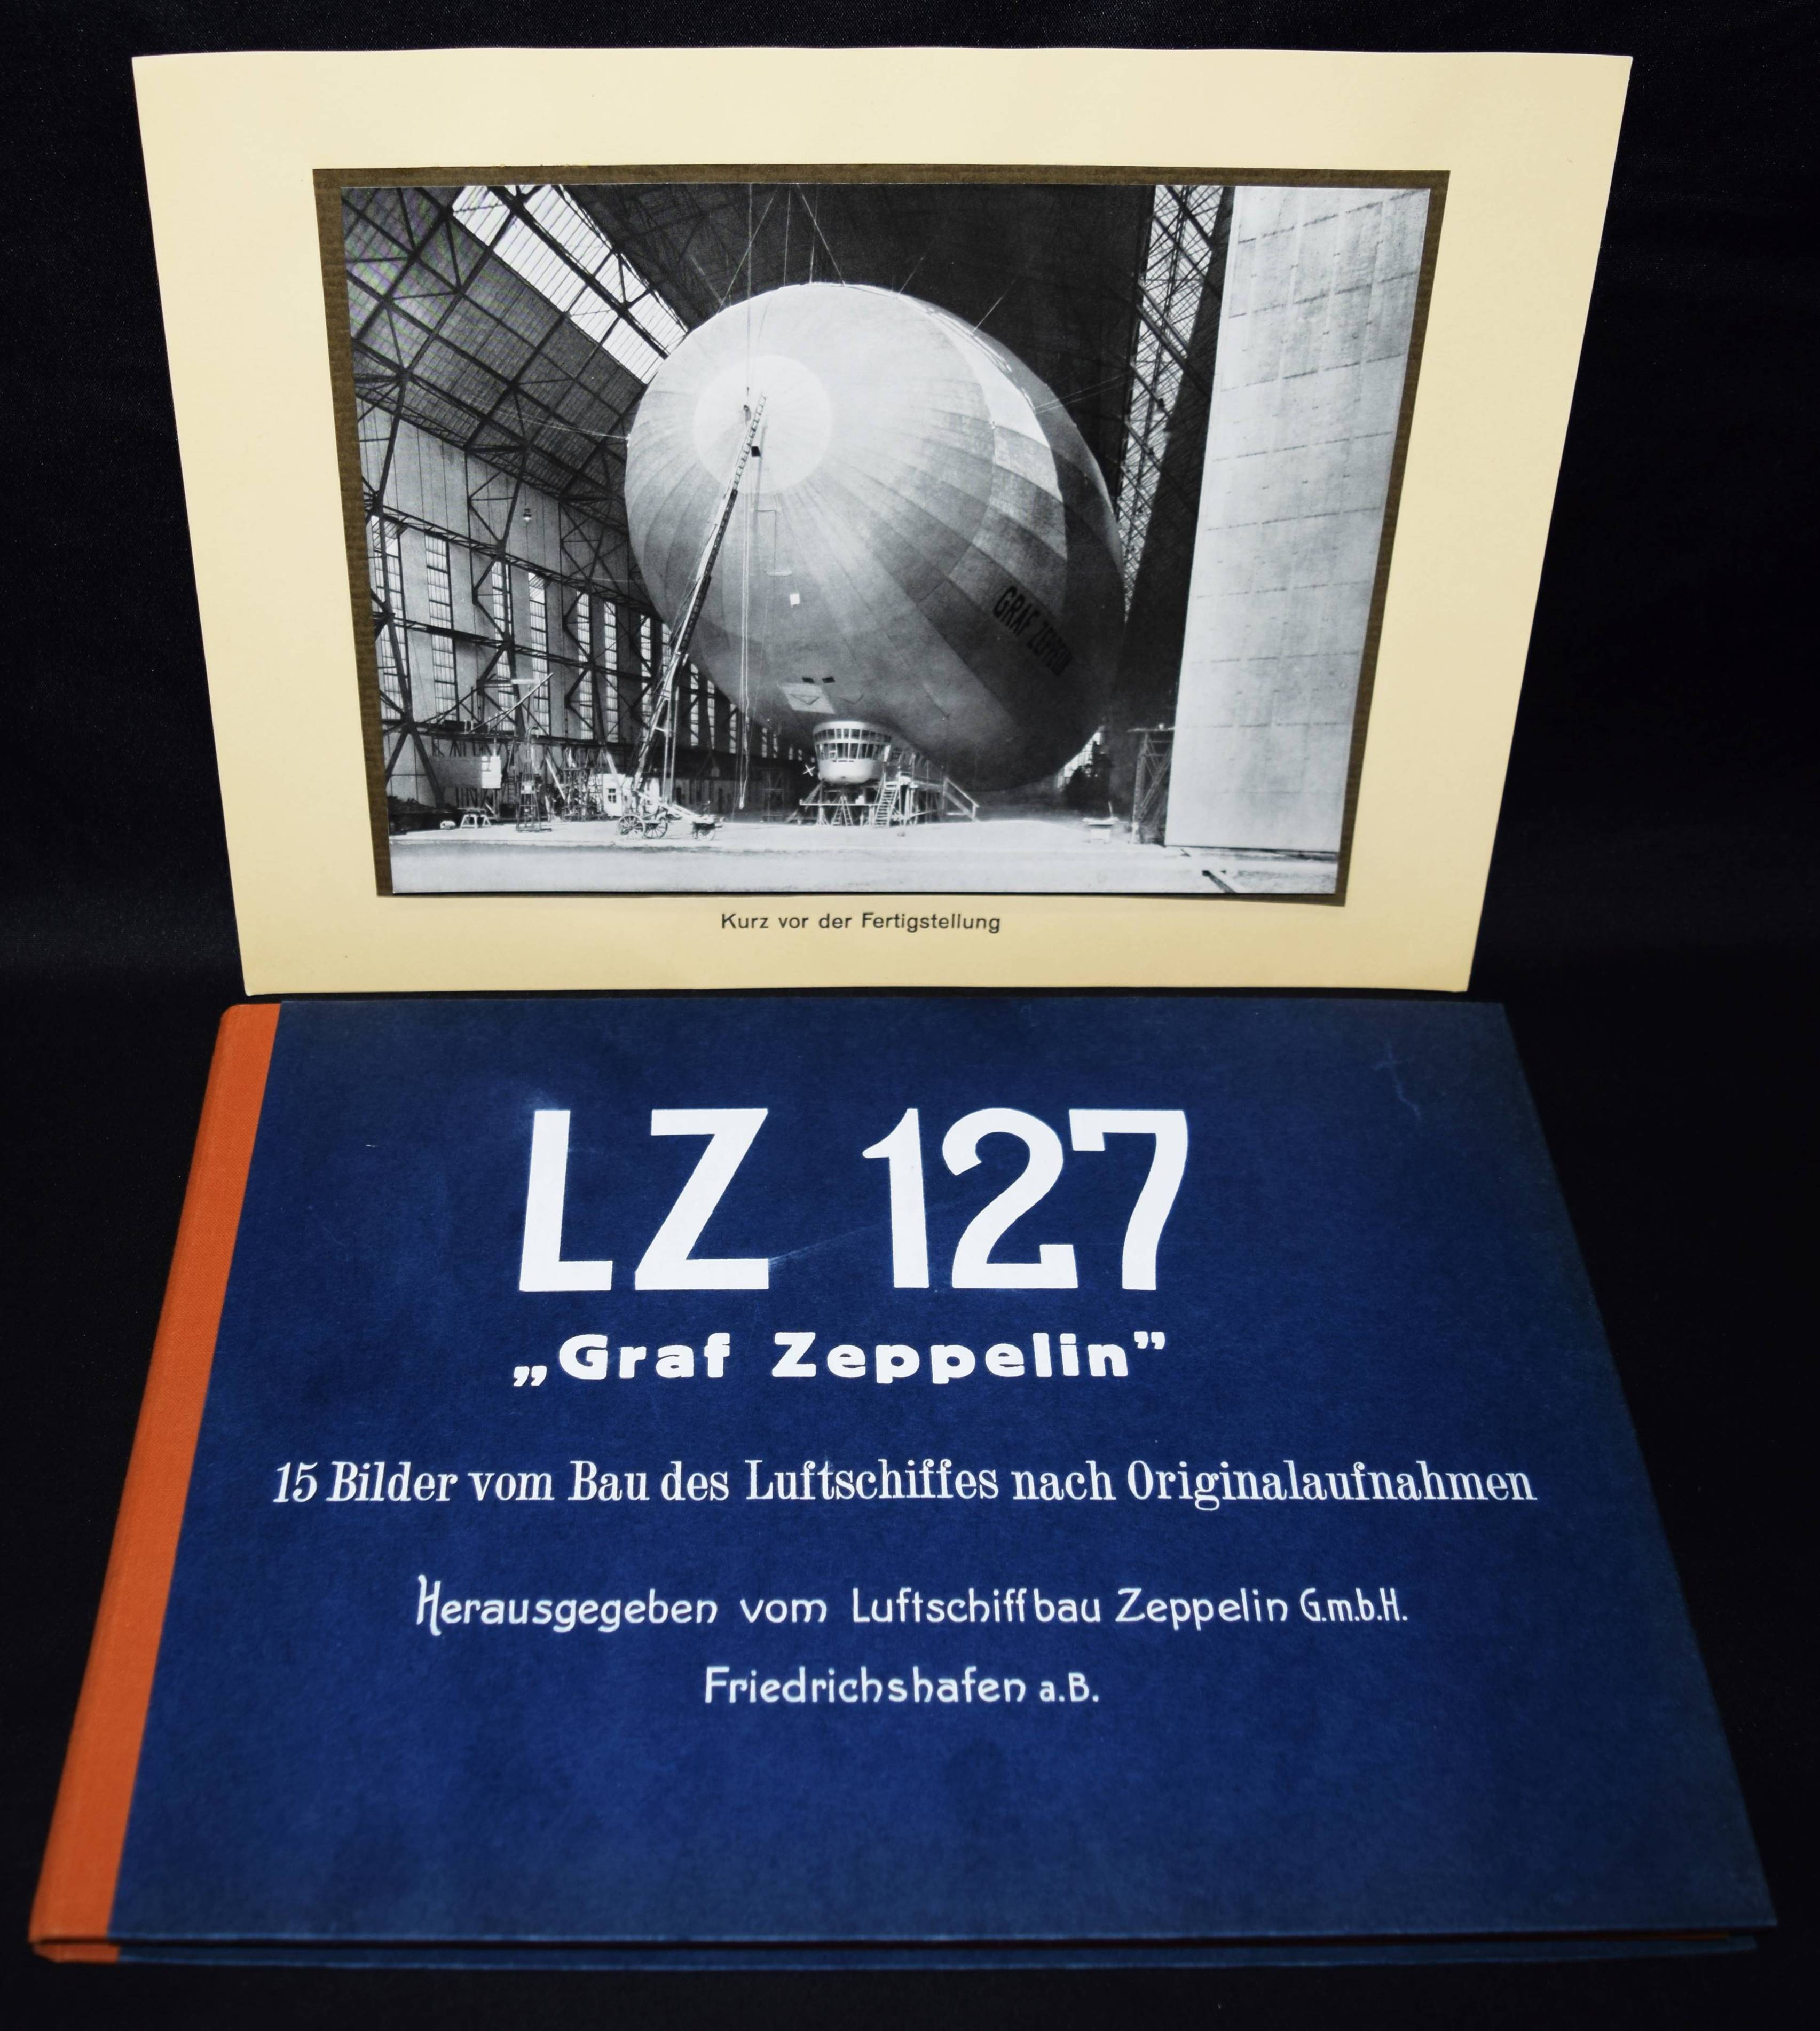 GRAF ZEPPELIN
Kurz vor der Fertigstellung
LZ 127
„Graf Zeppelin”
15 Bilder vom Bau des Luftschiffes nach Originalaufnahmen
Herausgegeben vom Luftschiffbau Zeppelin G.m.b.H.
Friedrichshafen a.B.